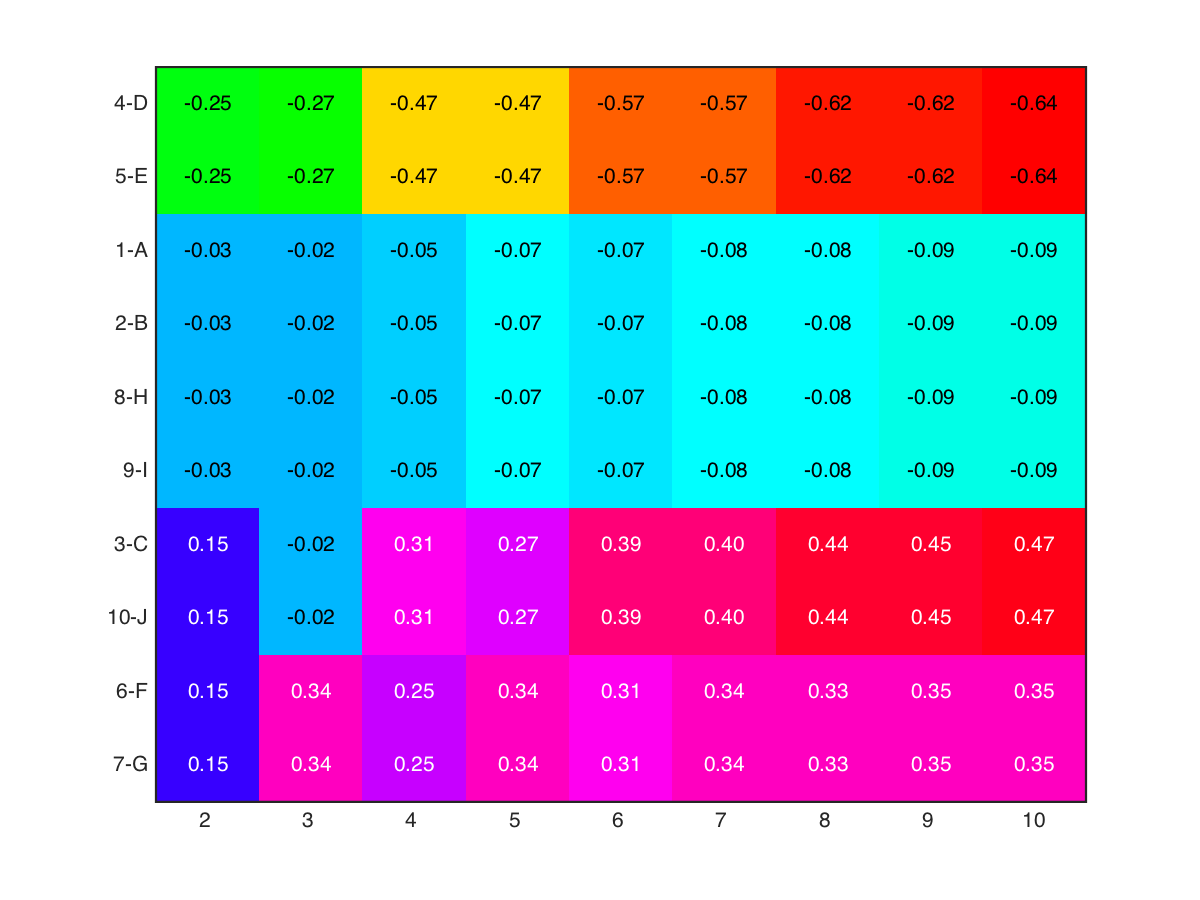 4-D -0.25 -0.27 -0.47 -0.47 -0.57 -0.57 -0.62 -0.62 -0.64
5-E -0.25 -0.27 -0.47 -0.47 -0.57 -0.57 -0.62 -0.62 -0.64
1-A -0.03 -0.02 -0.05 -0.07 -0.07 -0.08 -0.08 -0.09 -0.09
2-B -0.03 -0.02 -0.05 -0.07 -0.07 -0.08 -0.08 -0.09 -0.09
8-H -0.03 -0.02 -0.05 -0.07 -0.07 -0.08 -0.08 -0.09 -0.09
9-I -0.03 -0.02 -0.05 -0.07 -0.07 -0.08 -0.08 -0.09 -0.09
3-C 0.15 -0.02 0.31 0.27 0.39 0.40 0.44 0.45 0.47
10-J 0.15 -0.02 0.31 0.27 0.39 0.40 0.44 0.45 0.47
6-F 0.15 0.34 0.25 0.34 0.31 0.34 0.33 0.35 0.35
7-G 0.15 0.34 0.25 0.34 0.31 0.34 0.33 0.35 0.35
2 3 4 5 6 7 8 9 10